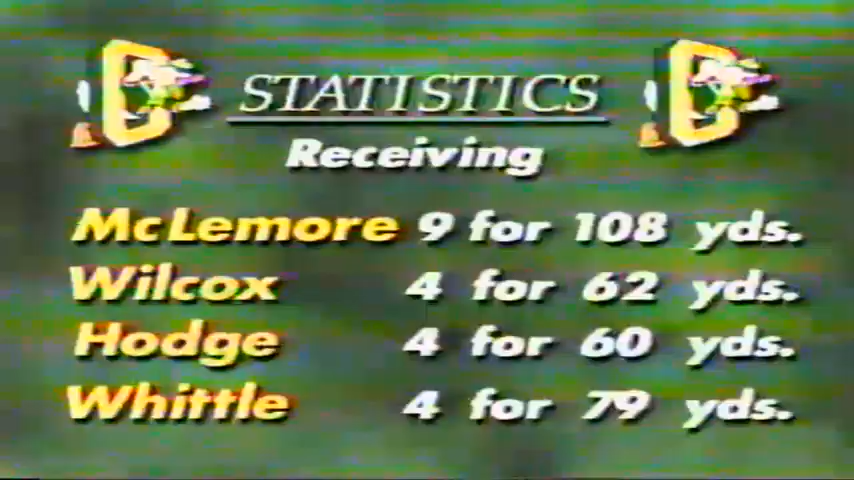 STATISTICS
Receiving
McLemore 9 for 108 yds.
Wilcox 4 for 62 yds.
Hodge 4 for 60 yds.
Whittle 4 for 79 yds.